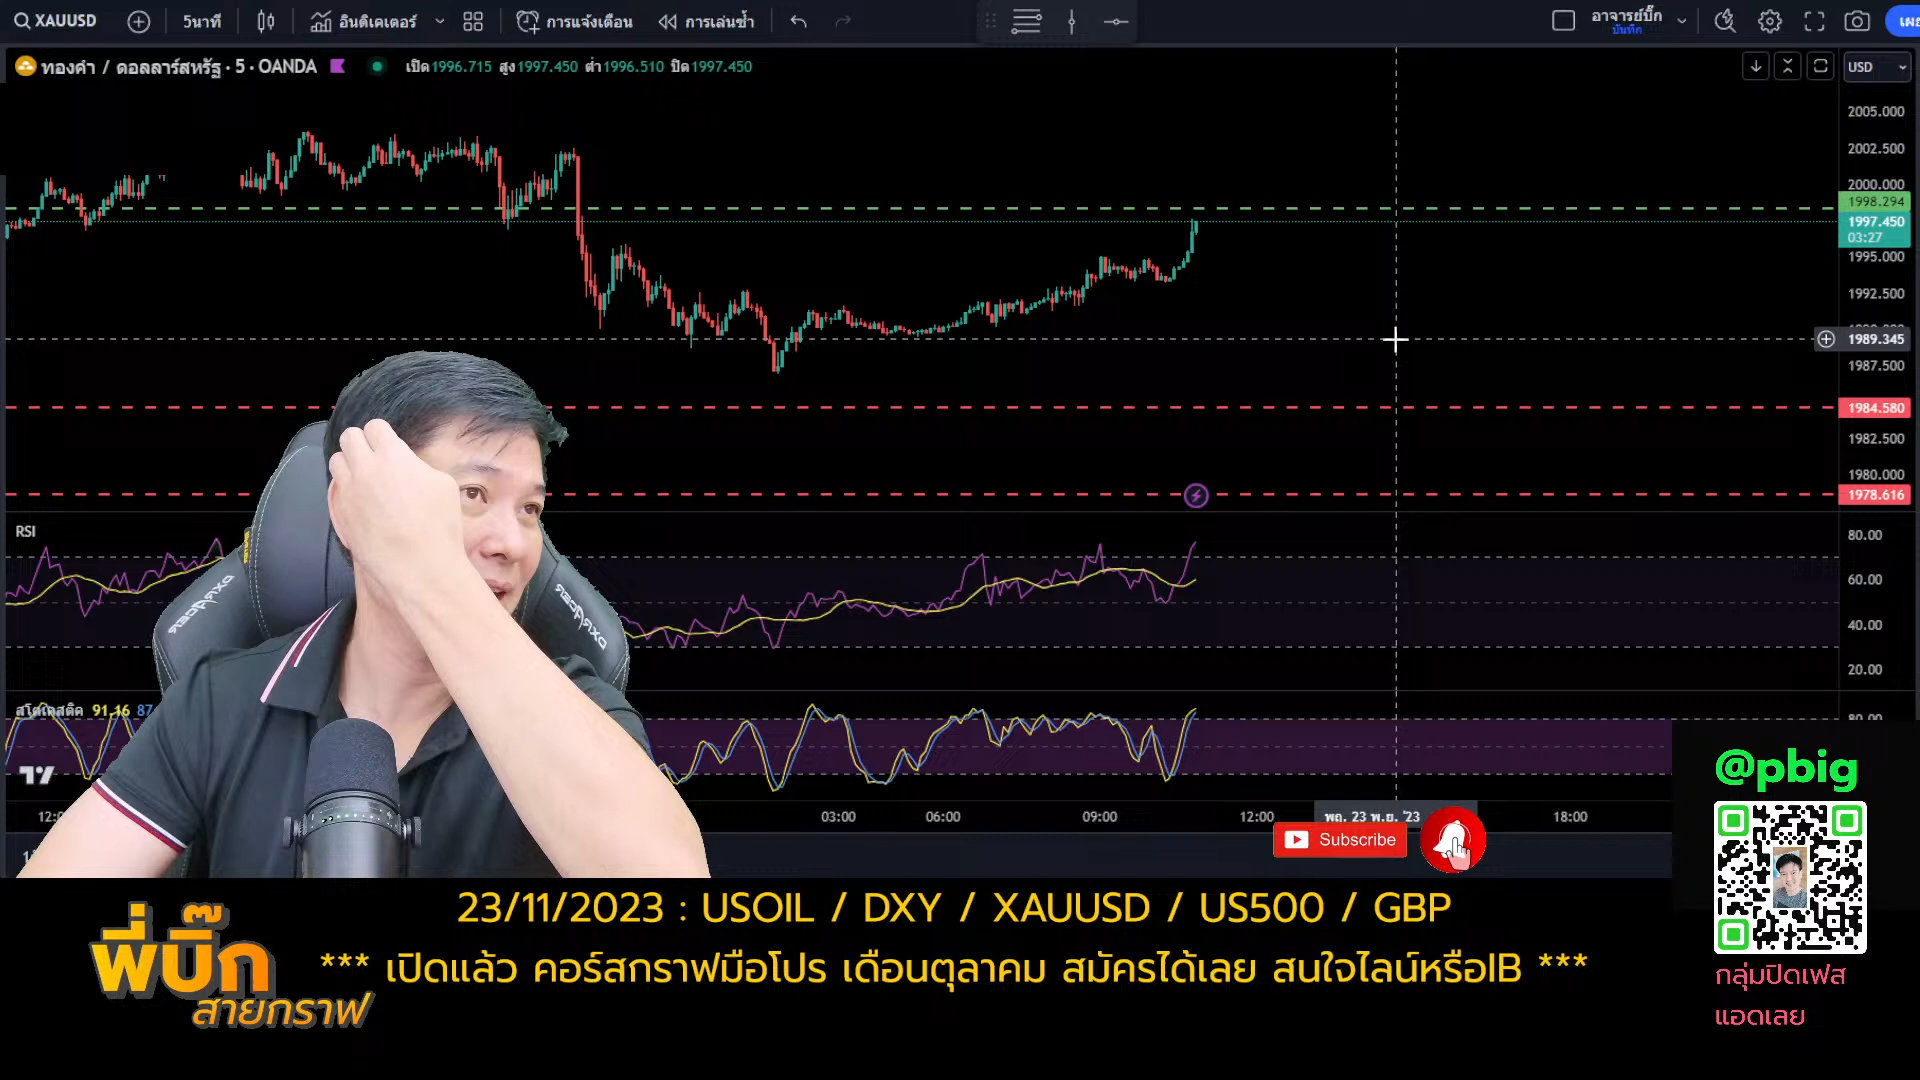 XAUUSD
5นาที
อินดิเคเตอร์
การแจ้งเตือน
การเล่นซ้ำ
อาจารย์บิ๊ก
บันทึก
ทองคำ / ดอลลาร์สหรัฐ · 5 · OANDA
เปิด1996.715 สูง1997.450 ต่ำ1996.510 ปิด1997.450
USD
2005.000
2002.500
2000.000
1998.294
1997.450
03:27
1995.000
1992.500
1989.345
1987.500
1984.580
1982.500
1980.000
1978.616
RSI
80.00
60.00
40.00
20.00
สโตแคสติค 91.16 87
80.00
03:00
06:00
09:00
12:00
พฤ. 23 พ.ย. '23
18:00
Subscribe
DXRACER
DXRACER
@pbig
กลุ่มปิดเฟส
แอดเลย
23/11/2023 : USOIL / DXY / XAUUSD / US500 / GBP
*** เปิดแล้ว คอร์สกราฟมือโปร เดือนตุลาคม สมัครได้เลย สนใจไลน์หรือIB ***
พี่บิ๊ก
สายกราฟ